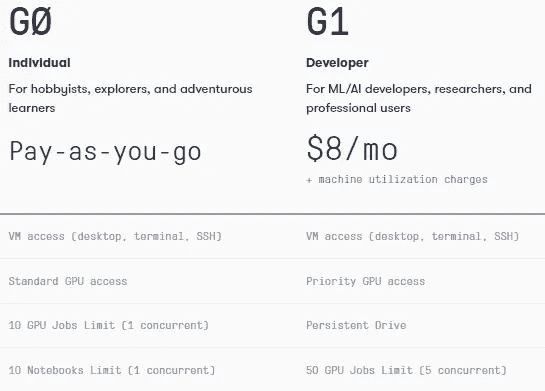 GØ
Individual
For hobbyists, explorers, and adventurous
learners
Pay-as-you-go
VM access (desktop, terminal, SSH)
Standard GPU access
10 GPU Jobs Limit (1 concurrent)
10 Notebooks Limit (1 concurrent)
G1
Developer
For ML/AI developers, researchers, and
professional users
$8/mo
+ machine utilization charges
VM access (desktop, terminal, SSH)
Priority GPU access
Persistent Drive
50 GPU Jobs Limit (5 concurrent)